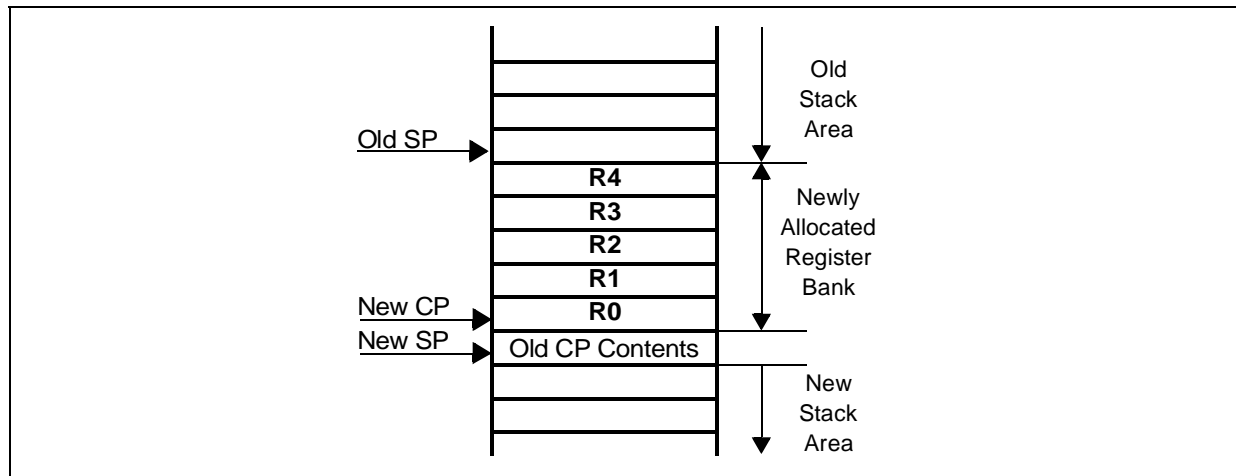 Old
Stack
Area
Old SP
R4
R3
R2
R1
R0
Newly
Allocated
Register
Bank
New CP
New SP
Old CP Contents
New
Stack
Area